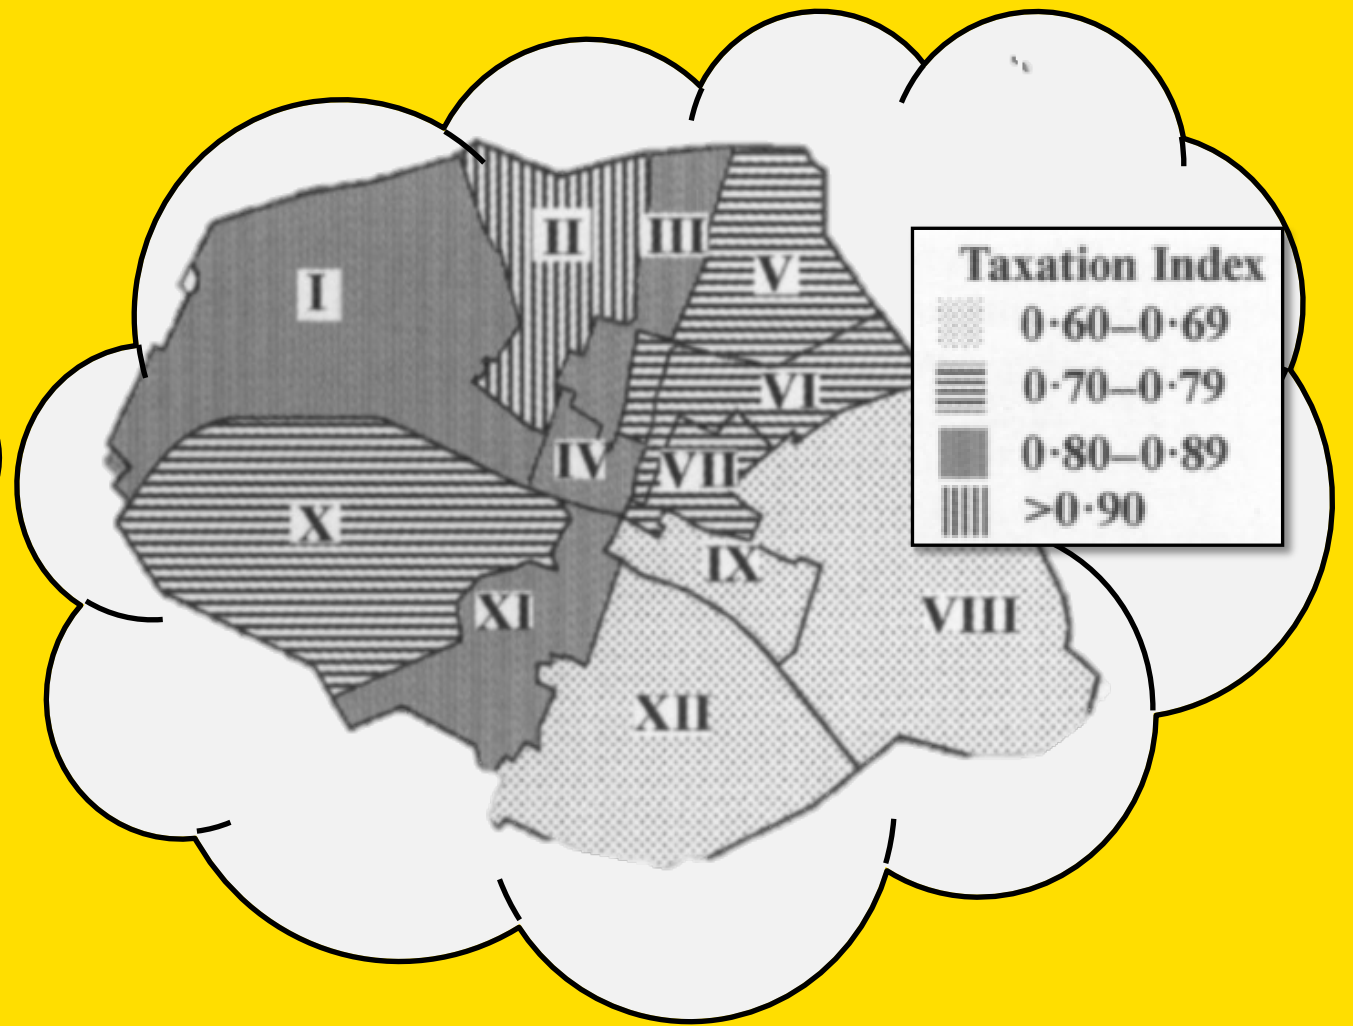 I
II
III
V
VI
IV
VII
X
IX
XI
VIII
XII
Taxation Index
0·60–0·69
0·70–0·79
0·80–0·89
>0·90